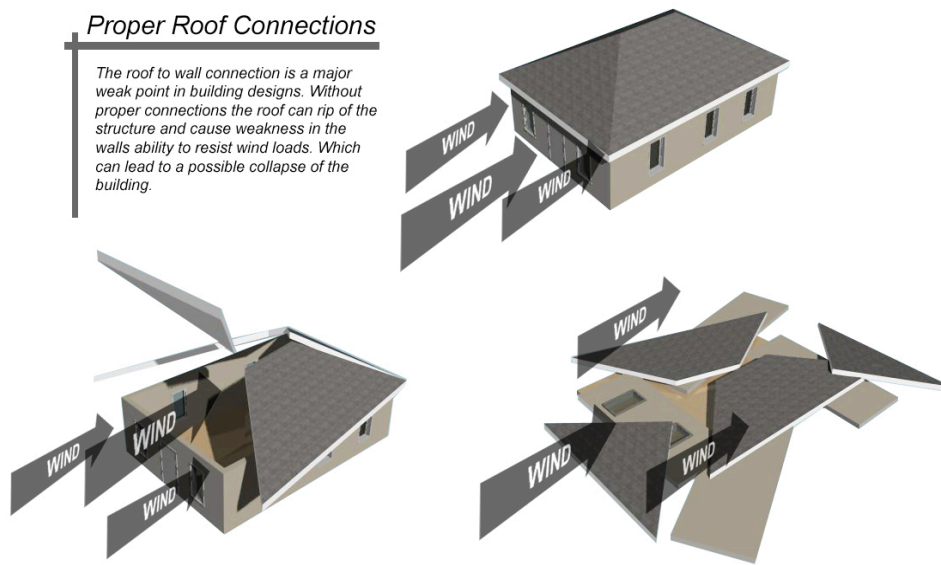 Proper Roof Connections
The roof to wall connection is a major
weak point in building designs. Without
proper connections the roof can rip of the
structure and cause weakness in the
walls ability to resist wind loads. Which
can lead to a possible collapse of the
building.
WIND
WIND
WIND
WIND
WIND
WIND
WIND
WIND
WIND